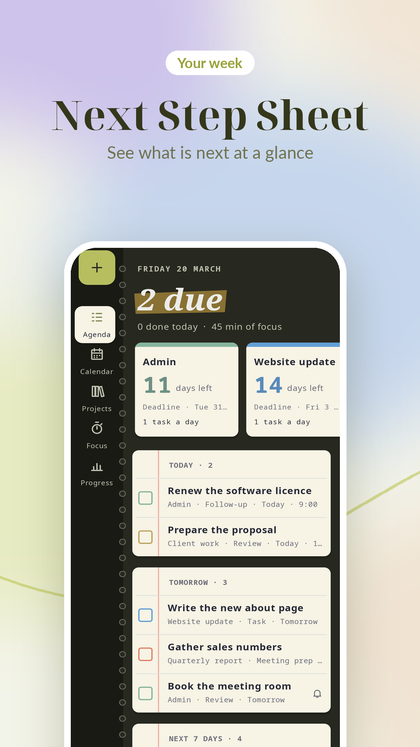 Your week
Next Step Sheet
See what is next at a glance
FRIDAY 20 MARCH
2 due
0 done today · 45 min of focus
Agenda
Calendar
Projects
Focus
Progress
Admin
11 days left
Deadline · Tue 31…
1 task a day
Website update
14 days left
Deadline · Fri 3 …
1 task a day
TODAY · 2
Renew the software licence
Admin · Follow-up · Today · 9:00
Prepare the proposal
Client work · Review · Today · 1…
TOMORROW · 3
Write the new about page
Website update · Task · Tomorrow
Gather sales numbers
Quarterly report · Meeting prep …
Book the meeting room
Admin · Review · Tomorrow
NEXT 7 DAYS · 4